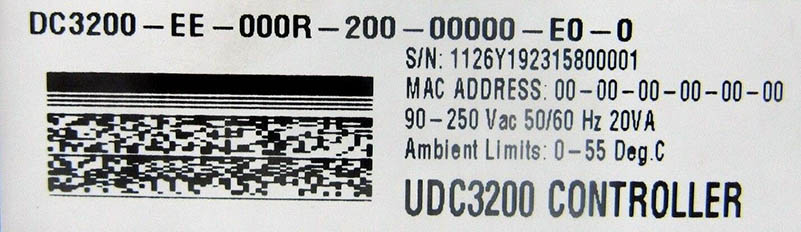 DC3200-EE-000R-200-00000-E0-0
S/N: 1126Y192315800001
MAC ADDRESS: 00-00-00-00-00-00
90-250 Vac 50/60 Hz 20VA
Ambient Limits: 0-55 Deg.C
UDC3200 CONTROLLER